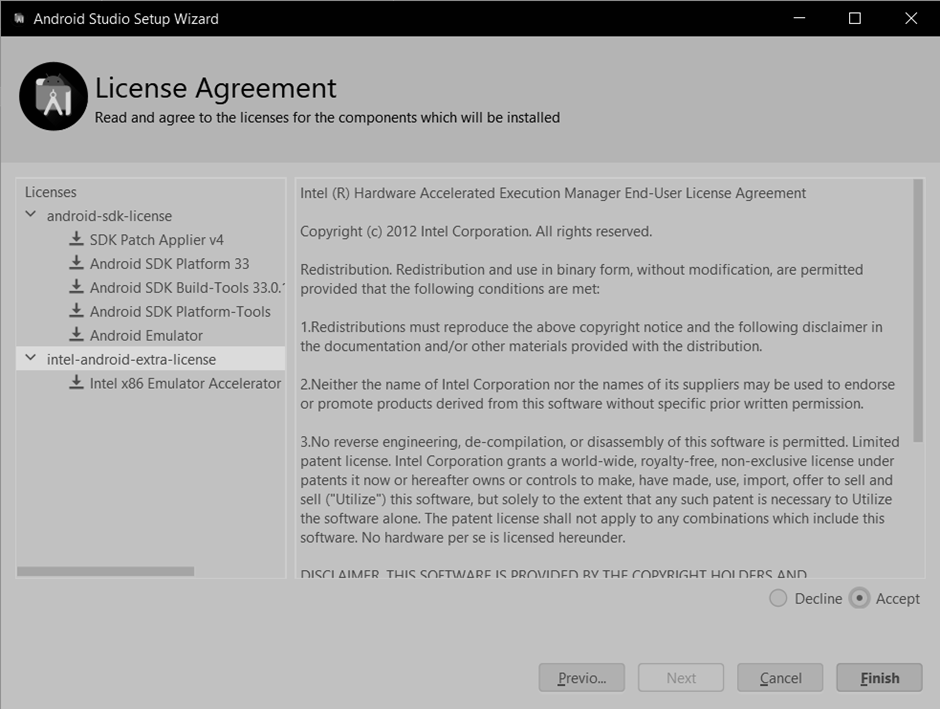 Android Studio Setup Wizard
License Agreement
Read and agree to the licenses for the components which will be installed
Licenses
android-sdk-license
SDK Patch Applier v4
Android SDK Platform 33
Android SDK Build-Tools 33.0.1
Android SDK Platform-Tools
Android Emulator
intel-android-extra-license
Intel x86 Emulator Accelerator
Intel (R) Hardware Accelerated Execution Manager End-User License Agreement
Copyright (c) 2012 Intel Corporation. All rights reserved.
Redistribution. Redistribution and use in binary form, without modification, are permitted
provided that the following conditions are met:
1.Redistributions must reproduce the above copyright notice and the following disclaimer in
the documentation and/or other materials provided with the distribution.
2.Neither the name of Intel Corporation nor the names of its suppliers may be used to endorse
or promote products derived from this software without specific prior written permission.
3.No reverse engineering, de-compilation, or disassembly of this software is permitted. Limited
patent license. Intel Corporation grants a world-wide, royalty-free, non-exclusive license under
patents it now or hereafter owns or controls to make, have made, use, import, offer to sell and
sell ("Utilize") this software, but solely to the extent that any such patent is necessary to Utilize
the software alone. The patent license shall not apply to any combinations which include this
software. No hardware per se is licensed hereunder.
DISCLAIMER. THIS SOFTWARE IS PROVIDED BY THE COPYRIGHT HOLDERS AND
Decline Accept
Previo... Next Cancel Finish